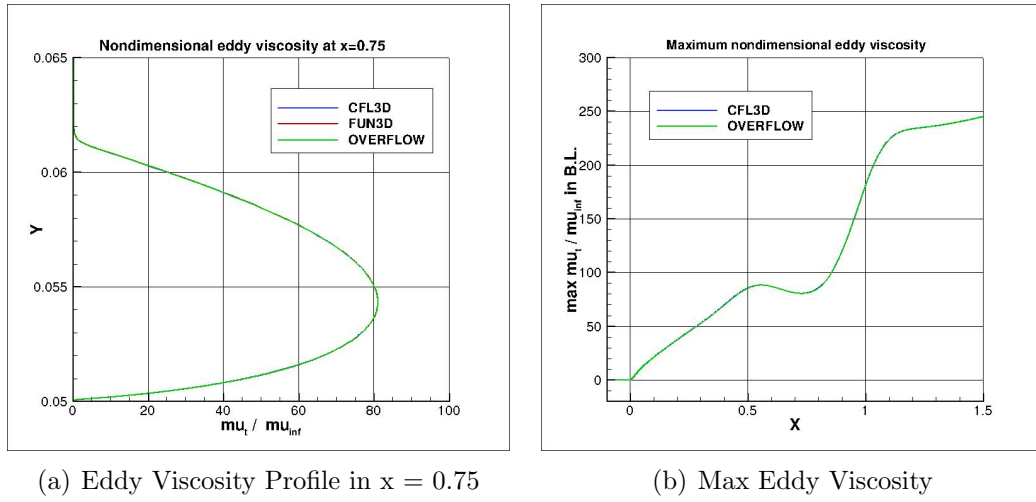 Nondimensional eddy viscosity at x=0.75
0.065
0.06
0.055
0.05
Y
CFL3D
FUN3D
OVERFLOW
0 20 40 60 80 100
mu_t / mu_inf
(a) Eddy Viscosity Profile in x = 0.75
Maximum nondimensional eddy viscosity
300
250
200
150
100
50
0
max mu_t / mu_inf in B.L.
CFL3D
OVERFLOW
0 0.5 1 1.5
X
(b) Max Eddy Viscosity